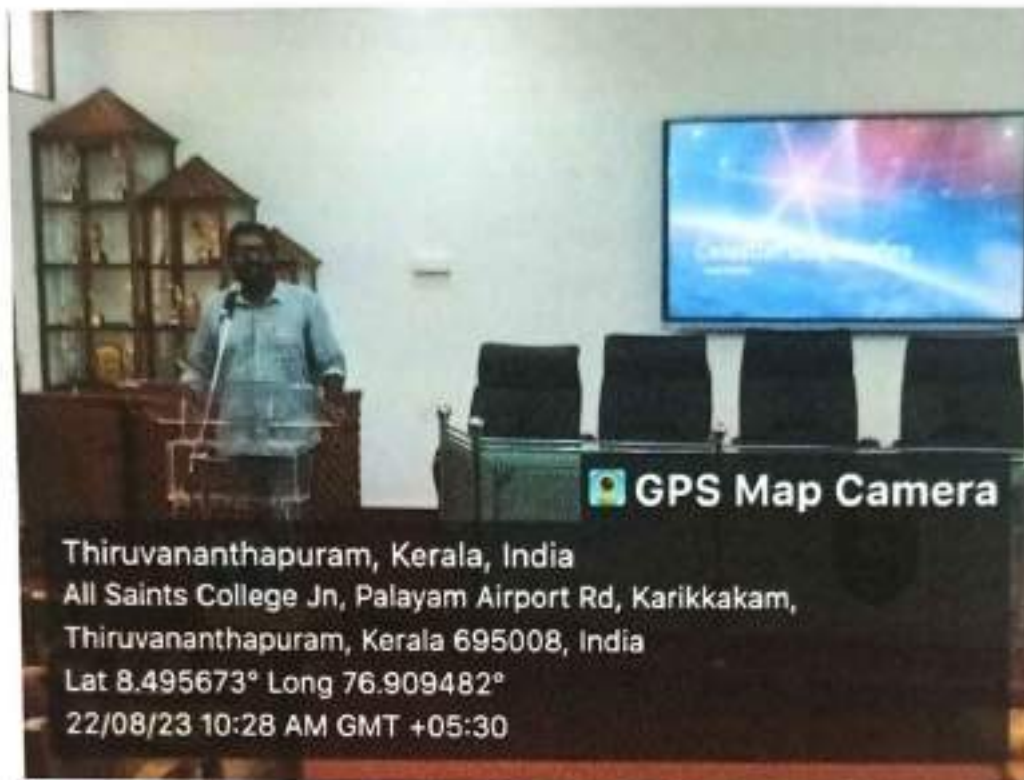 GPS Map Camera
Thiruvananthapuram, Kerala, India
All Saints College Jn, Palayam Airport Rd, Karikkakam,
Thiruvananthapuram, Kerala 695008, India
Lat 8.495673° Long 76.909482°
22/08/23 10:28 AM GMT +05:30